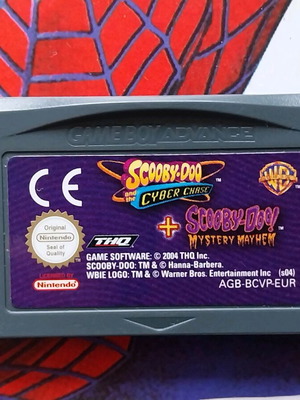 GAME BOY ADVANCE
CE
SCOOBY-DOO™
and the
CYBER CHASE
WB
+ SCOOBY-DOO!™
MYSTERY MAYHEM
Original
Nintendo
Seal of
Quality
THQ
GAME SOFTWARE: © 2004 THQ Inc.
SCOOBY-DOO: TM & © Hanna-Barbera.
WBIE LOGO: TM & © Warner Bros. Entertainment Inc (s04)
LICENSED BY
Nintendo
AGB-BCVP-EUR